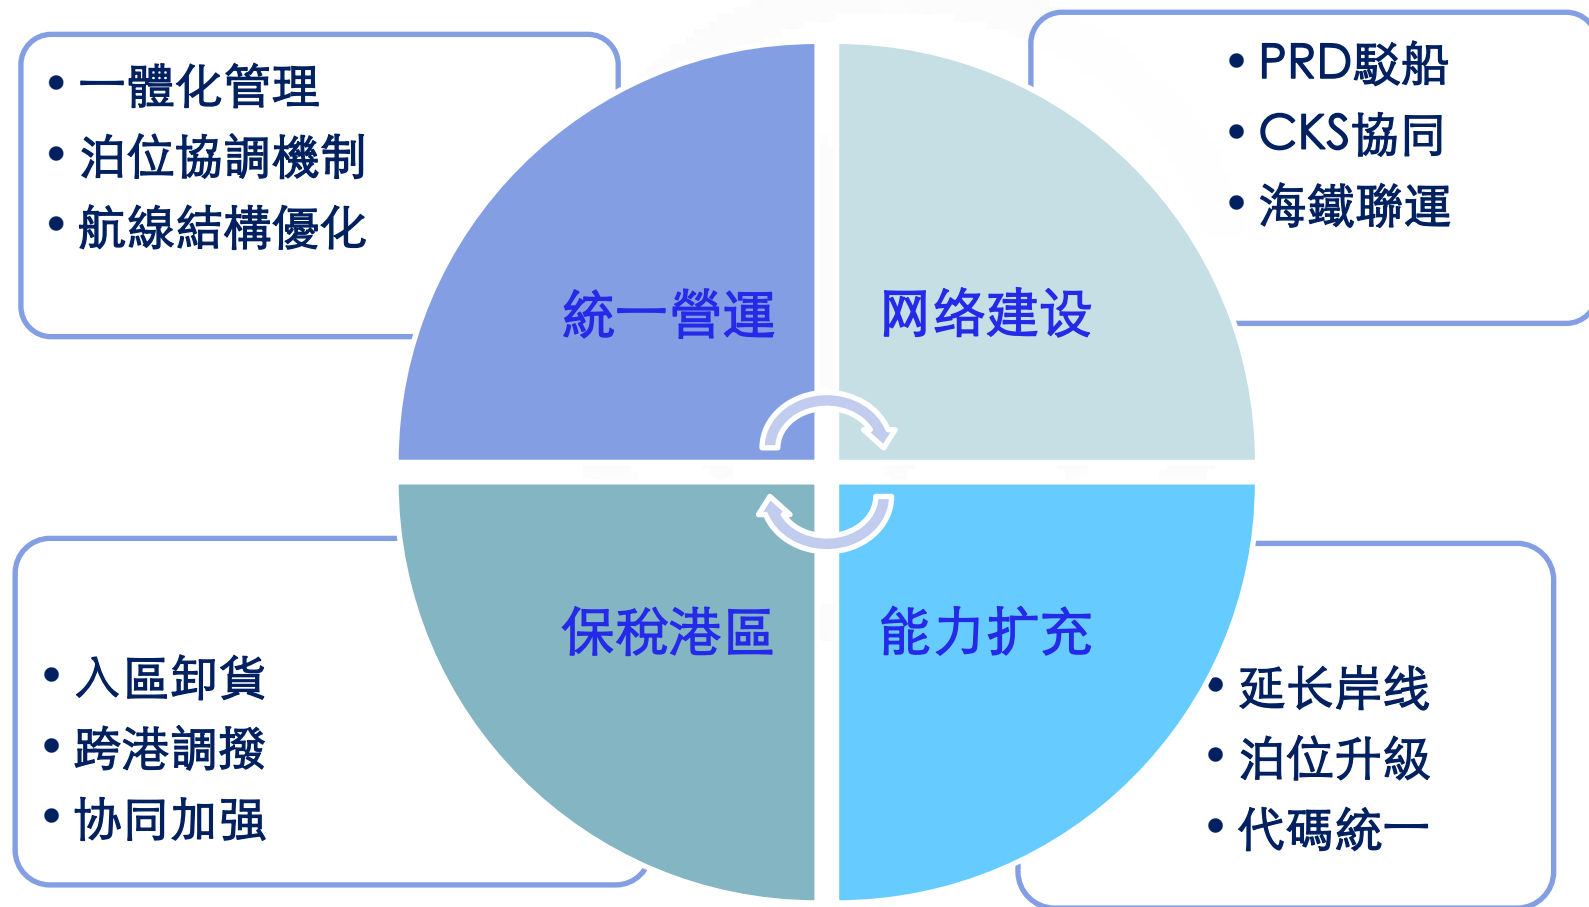 • 一體化管理
• 泊位協調機制
• 航線結構優化
• PRD駁船
• CKS協同
• 海鐵聯運
統一營運
网络建设
保稅港區
能力扩充
• 入區卸貨
• 跨港調撥
• 协同加强
• 延长岸线
• 泊位升級
• 代碼統一